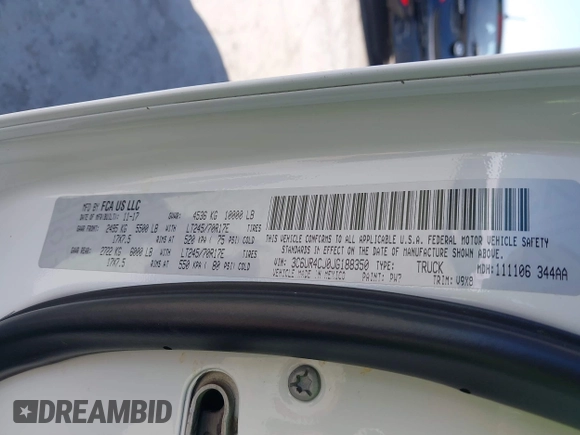 MFD BY: FCA US LLC
DATE OF MFR/BUILT: 11-17 GVWR: 4536 KG 10000 LB
GAWR FRONT: 2495 KG 5500 LB WITH LT245/70R17E TIRES
17X7.5 RIMS AT 520 KPA ( 75 PSI) COLD
GAWR REAR: 2722 KG 6000 LB WITH LT245/70R17E TIRES
17X7.5 RIMS AT 550 KPA ( 80 PSI) COLD
THIS VEHICLE CONFORMS TO ALL APPLICABLE U.S.A. FEDERAL MOTOR VEHICLE SAFETY
STANDARDS IN EFFECT ON THE DATE OF MANUFACTURE SHOWN ABOVE.
VIN: 3C6UR4CJ0JG188350 TYPE: TRUCK MDH: 111106 344AA
MADE IN MEXICO PAINT: PW7 TRIM: V9X8
DREAMBID